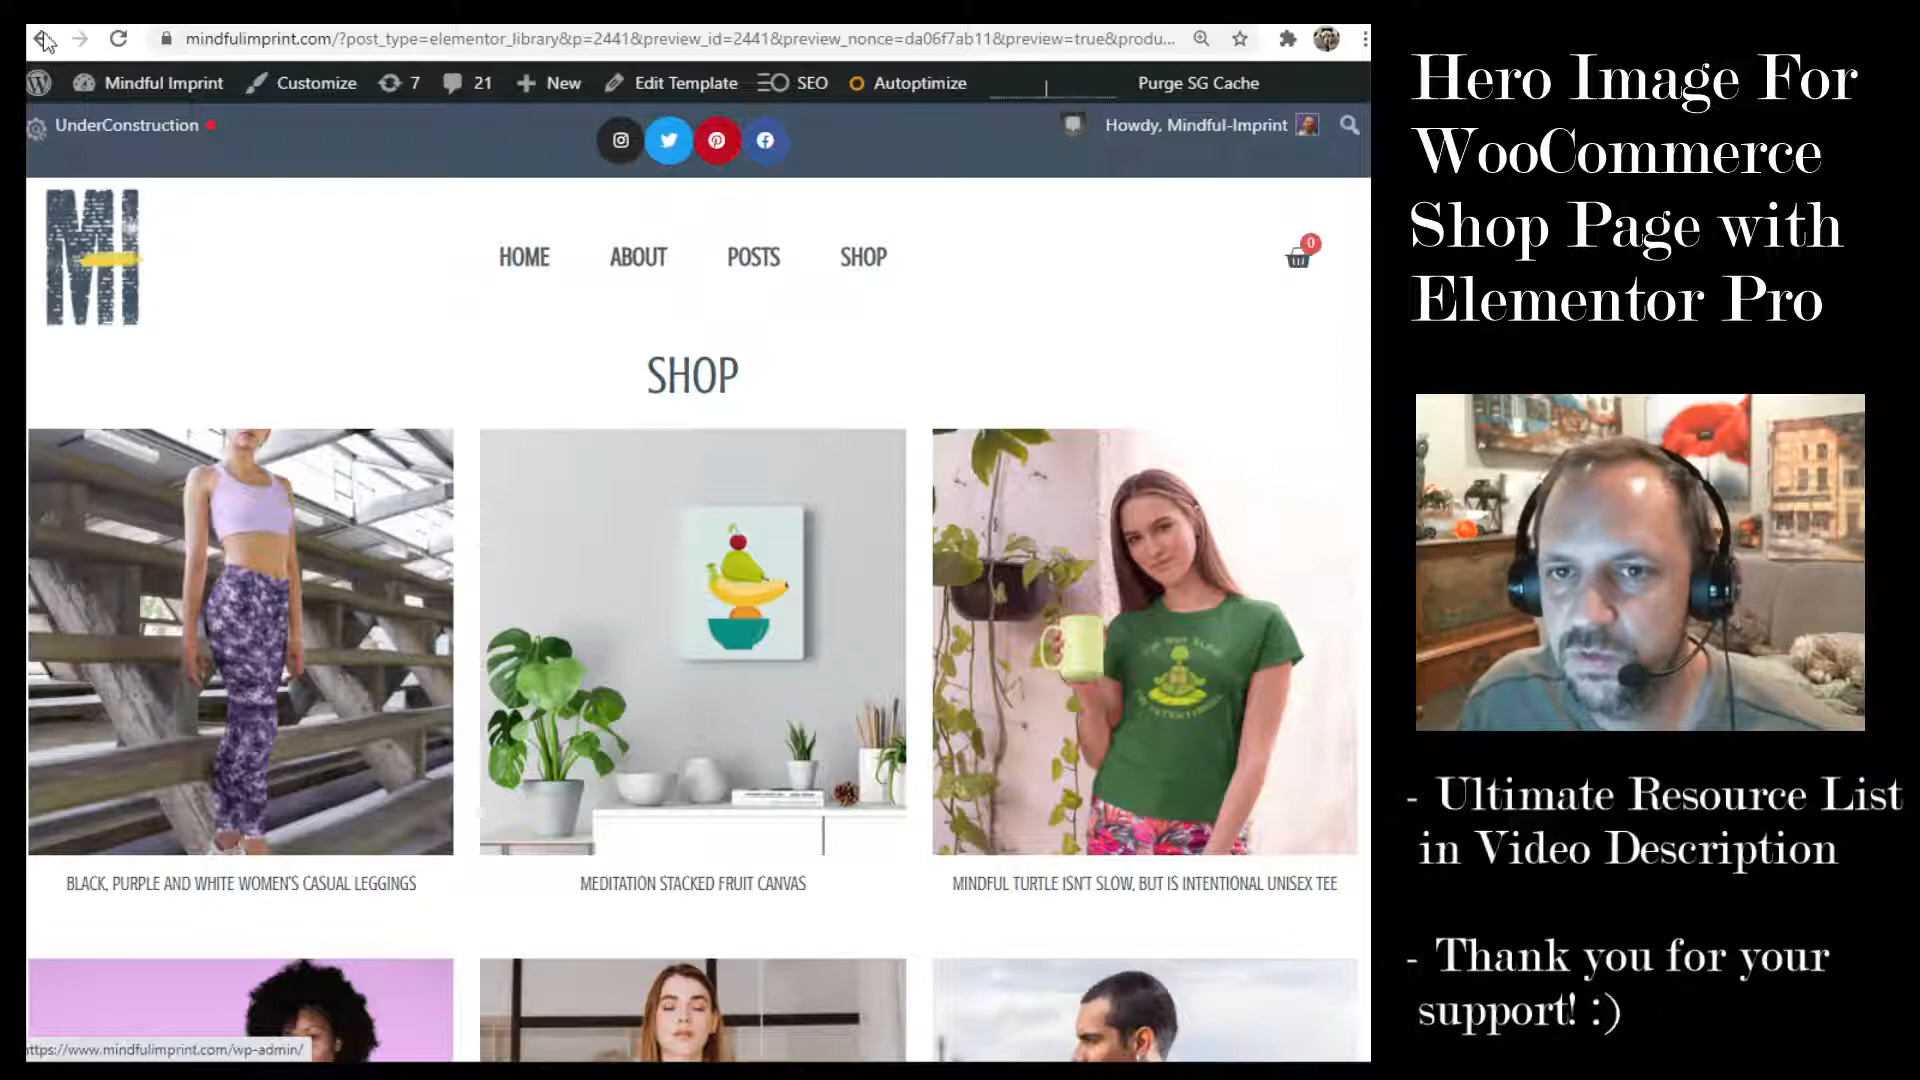 mindfulimprint.com/?post_type=elementor_library&p=2441&preview_id=2441&preview_nonce=da06f7ab11&preview=true&produ...
Mindful Imprint Customize 7 21 New Edit Template SEO Autoptimize Purge SG Cache
UnderConstruction Howdy, Mindful-Imprint
MI
HOME ABOUT POSTS SHOP 0
SHOP
BLACK, PURPLE AND WHITE WOMEN'S CASUAL LEGGINGS
MEDITATION STACKED FRUIT CANVAS
MINDFUL TURTLE ISN'T SLOW, BUT IS INTENTIONAL UNISEX TEE
https://www.mindfulimprint.com/wp-admin/
Hero Image For
WooCommerce
Shop Page with
Elementor Pro
- Ultimate Resource List
in Video Description
- Thank you for your
support! :)